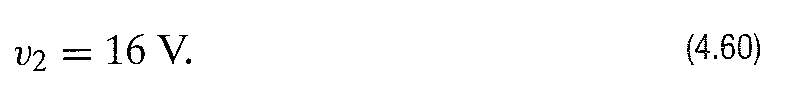 v₂ = 16 V. (4.60)